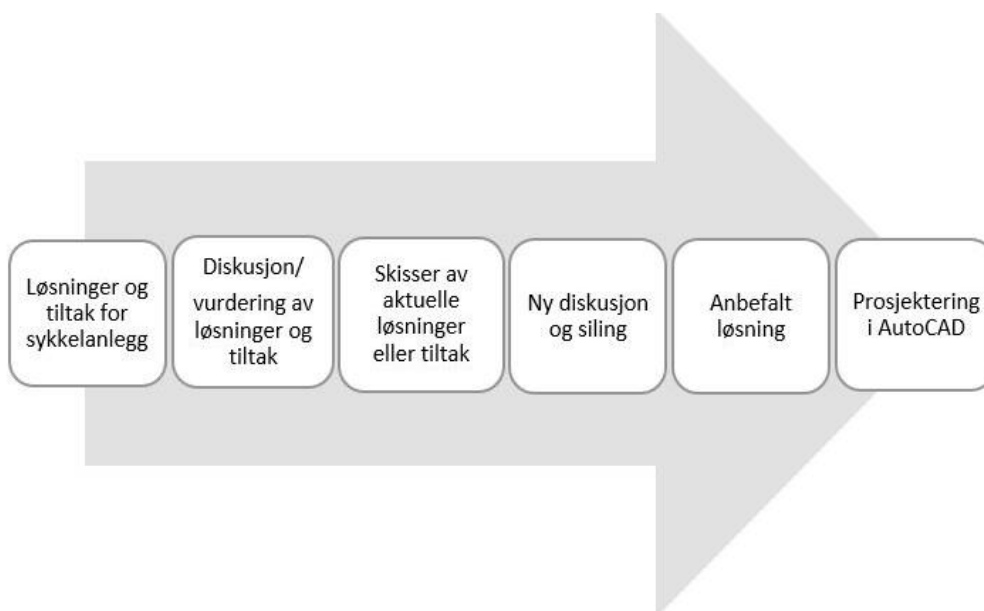 Løsninger og
tiltak for
sykkelanlegg
Diskusjon/
vurdering av
løsninger og
tiltak
Skisser av
aktuelle
løsninger
eller tiltak
Ny diskusjon
og siling
Anbefalt
løsning
Prosjektering
i AutoCAD